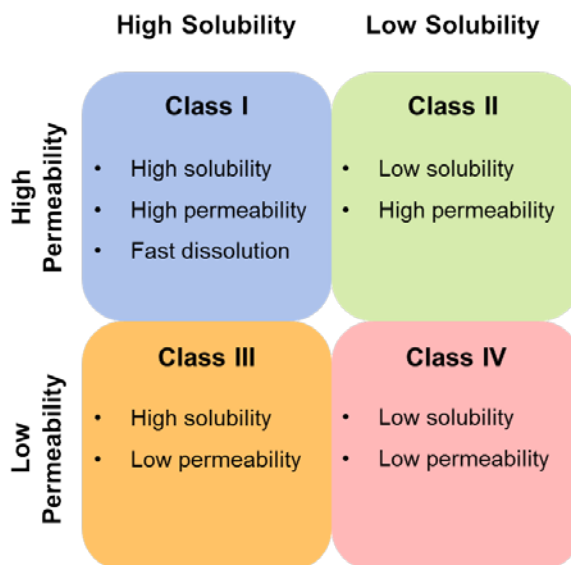 High Solubility
Low Solubility
High
Permeability
Class I
• High solubility
• High permeability
• Fast dissolution
Class II
• Low solubility
• High permeability
Low
Permeability
Class III
• High solubility
• Low permeability
Class IV
• Low solubility
• Low permeability